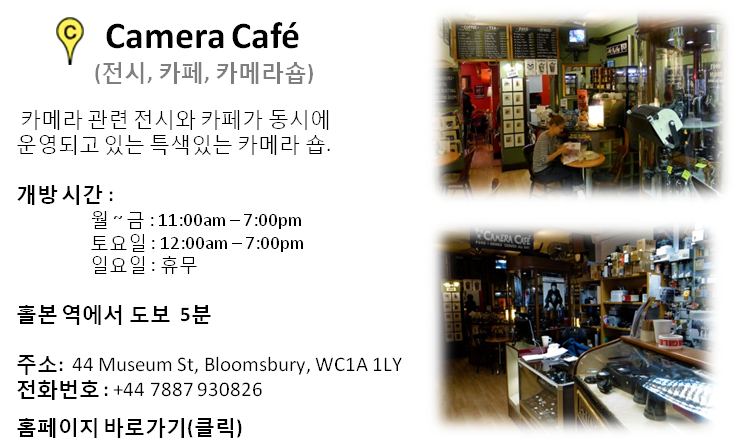 C
Camera Café
(전시, 카페, 카메라숍)
카메라 관련 전시와 카페가 동시에
운영되고 있는 특색있는 카메라 숍.
개방 시간 :
월 ~ 금 : 11:00am – 7:00pm
토요일 : 12:00am – 7:00pm
일요일 : 휴무
홀본 역에서 도보 5분
주소: 44 Museum St, Bloomsbury, WC1A 1LY
전화번호 : +44 7887 930826
홈페이지 바로가기(클릭)
CAMERA CAFÉ